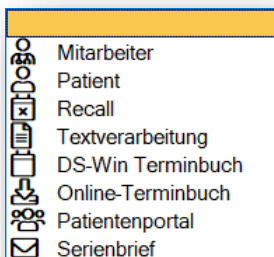 Mitarbeiter
Patient
Recall
Textverarbeitung
DS-Win Terminbuch
Online-Terminbuch
Patientenportal
Serienbrief